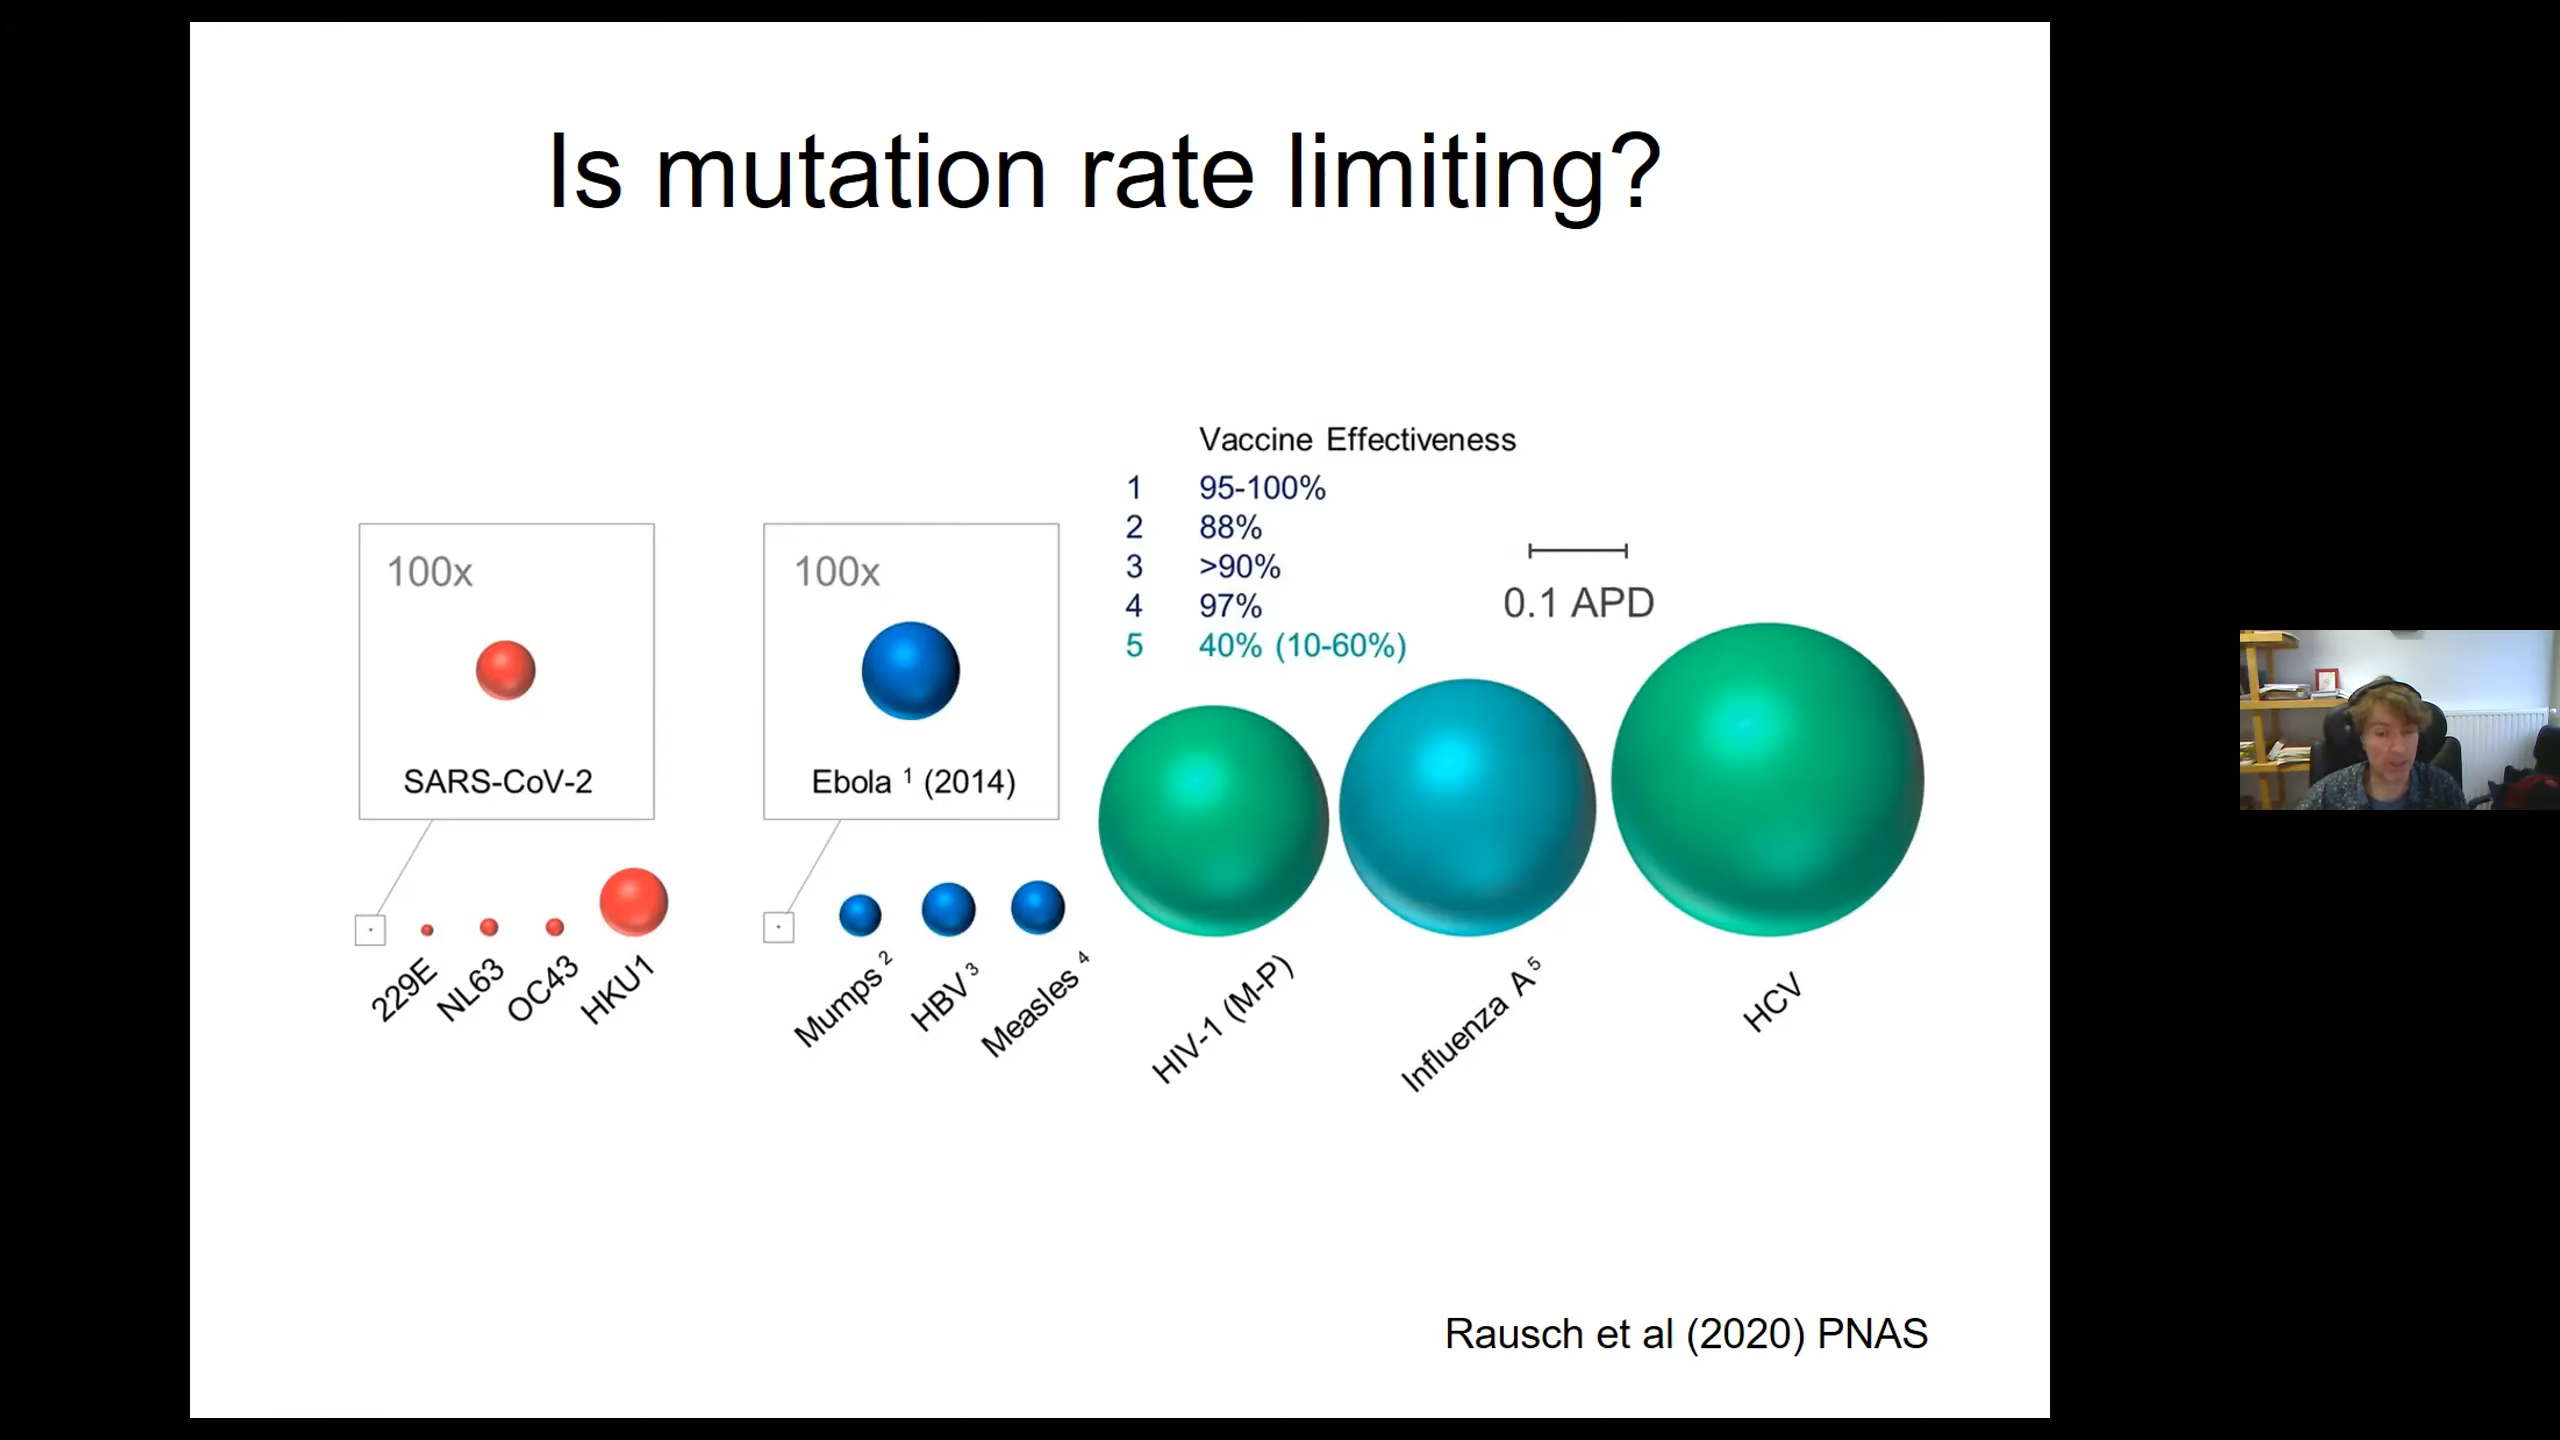 Is mutation rate limiting?
Vaccine Effectiveness
1 95-100%
2 88%
3 >90%
4 97%
5 40% (10-60%)
0.1 APD
100x
SARS-CoV-2
100x
Ebola 1 (2014)
229E
NL63
OC43
HKU1
Mumps 2
HBV 3
Measles 4
HIV-1 (M-P)
Influenza A 5
HCV
Rausch et al (2020) PNAS